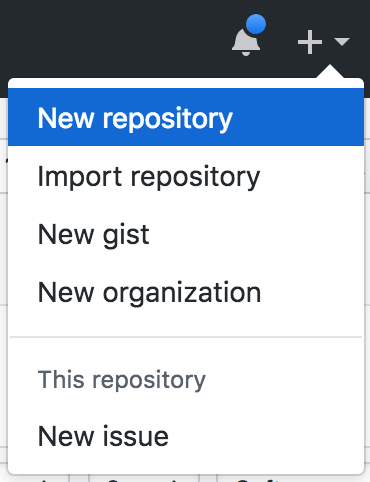 New repository
Import repository
New gist
New organization
This repository
New issue